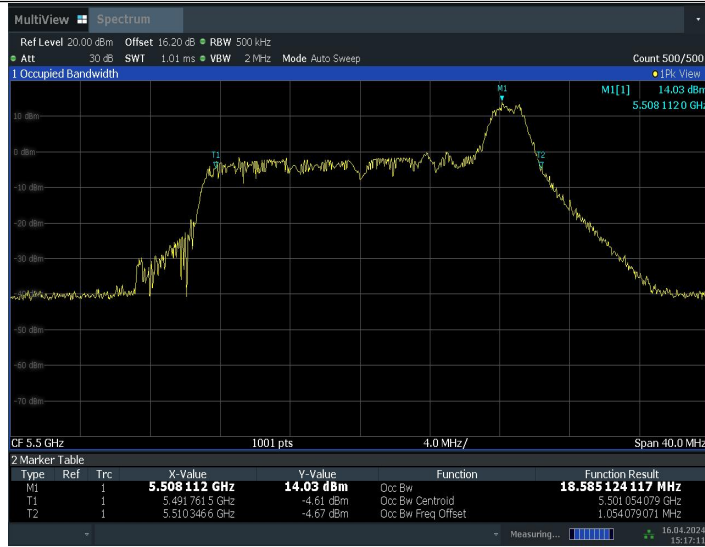 MultiView Spectrum
Ref Level 20.00 dBm Offset 16.20 dB RBW 500 kHz
Att 30 dB SWT 1.01 ms VBW 2 MHz Mode Auto Sweep Count 500/500
1 Occupied Bandwidth 1Pk View
M1 M1[1] 14.03 dBm
5.508 112 0 GHz
10 dBm
0 dBm
T1 T2
-10 dBm
-20 dBm
-30 dBm
-50 dBm
-60 dBm
-70 dBm
CF 5.5 GHz 1001 pts 4.0 MHz/ Span 40.0 MHz
2 Marker Table
Type Ref Trc X-Value Y-Value Function Function Result
M1 1 5.508 112 GHz 14.03 dBm Occ Bw 18.585 124 117 MHz
T1 1 5.491 761 5 GHz -4.61 dBm Occ Bw Centroid 5.501 054 079 GHz
T2 1 5.510 346 6 GHz -4.67 dBm Occ Bw Freq Offset 1.054 079 071 MHz
Measuring... 16.04.2024
15:17:11